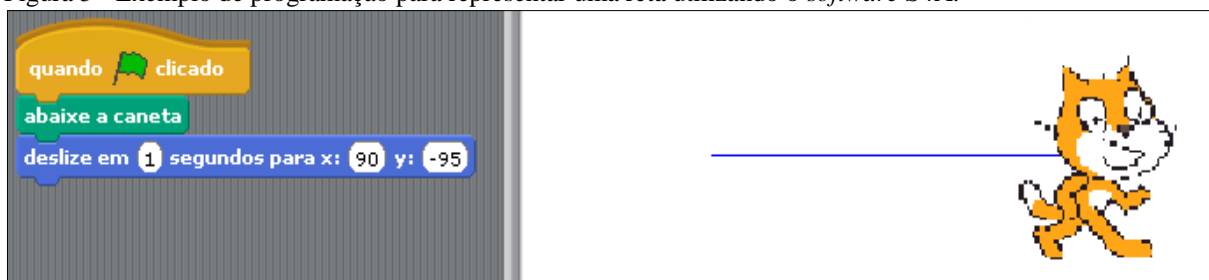 quando clicado
abaixe a caneta
deslize em 1 segundos para x: 90 y: -95